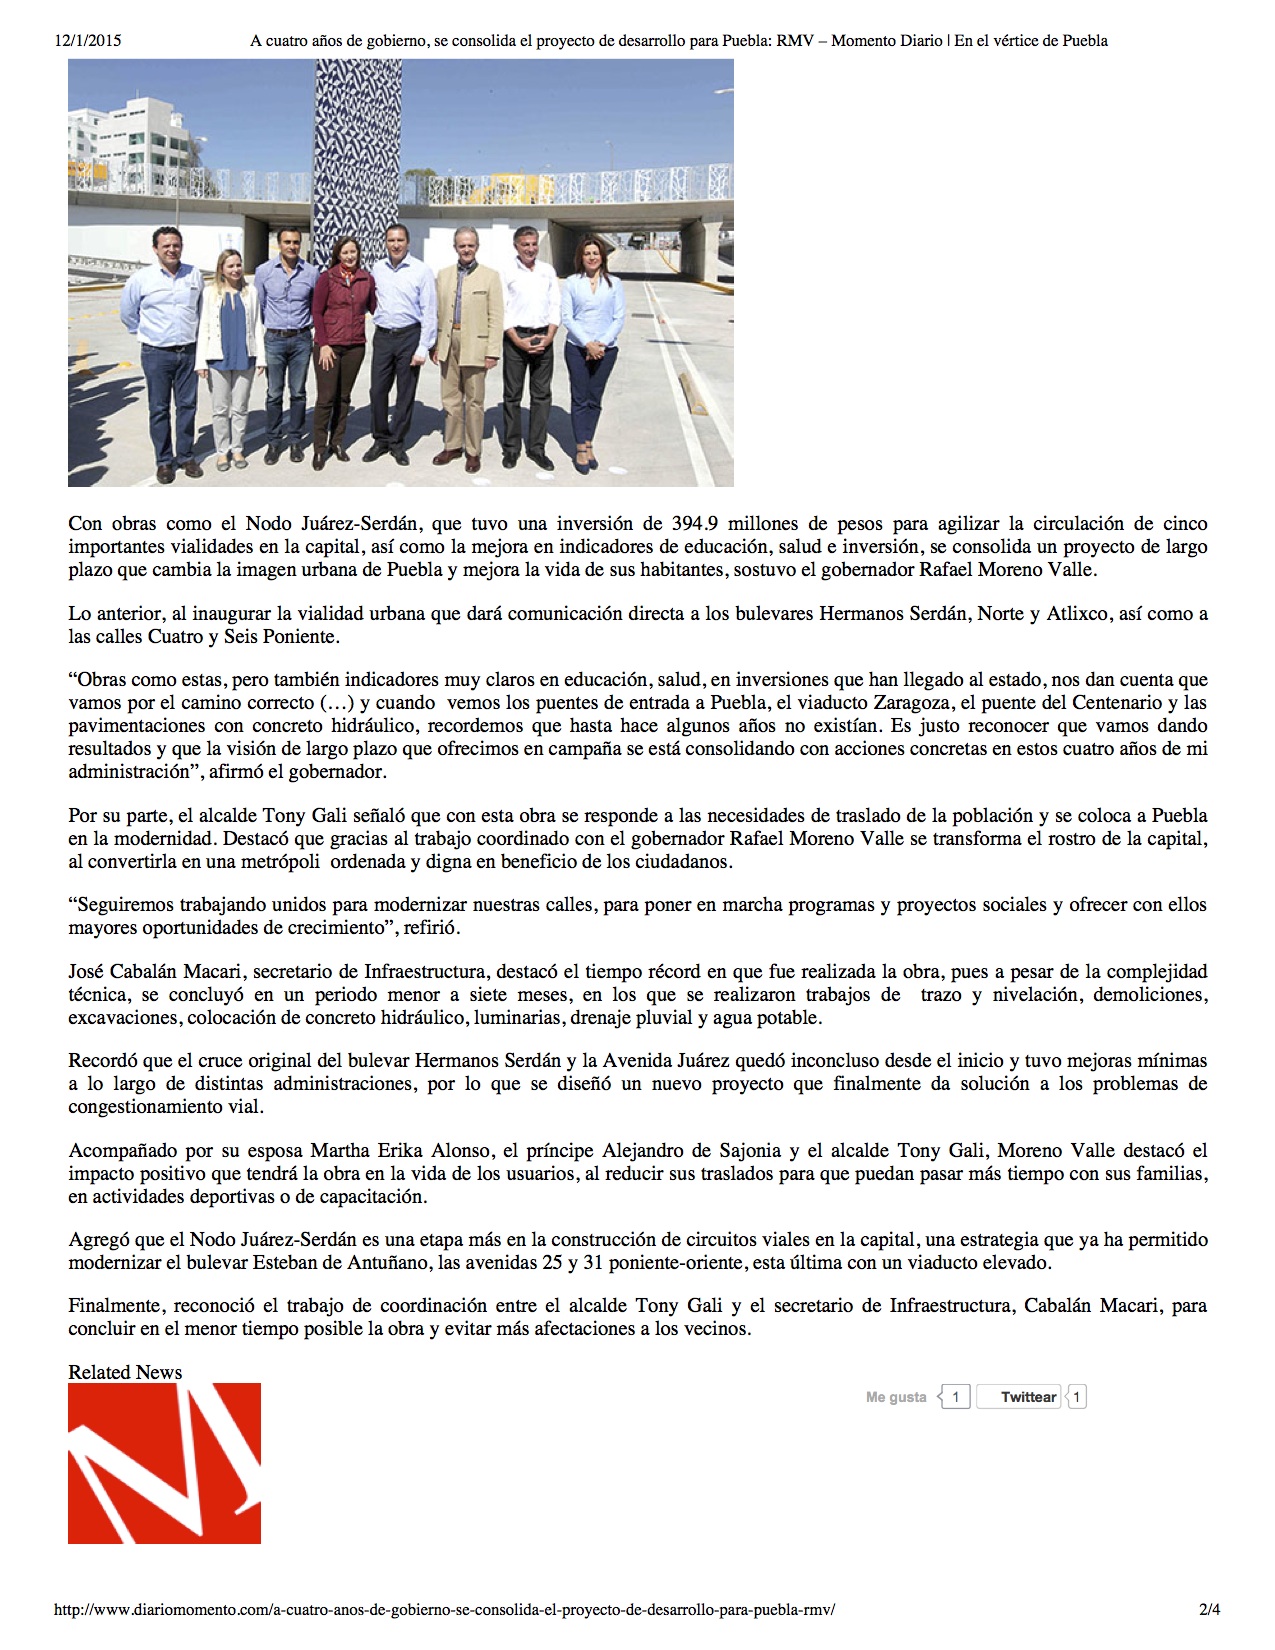 12/1/2015 A cuatro años de gobierno, se consolida el proyecto de desarrollo para Puebla: RMV – Momento Diario | En el vértice de Puebla
Con obras como el Nodo Juárez-Serdán, que tuvo una inversión de 394.9 millones de pesos para agilizar la circulación de cinco
importantes vialidades en la capital, así como la mejora en indicadores de educación, salud e inversión, se consolida un proyecto de largo
plazo que cambia la imagen urbana de Puebla y mejora la vida de sus habitantes, sostuvo el gobernador Rafael Moreno Valle.
Lo anterior, al inaugurar la vialidad urbana que dará comunicación directa a los bulevares Hermanos Serdán, Norte y Atlixco, así como a
las calles Cuatro y Seis Poniente.
“Obras como estas, pero también indicadores muy claros en educación, salud, en inversiones que han llegado al estado, nos dan cuenta que
vamos por el camino correcto (…) y cuando vemos los puentes de entrada a Puebla, el viaducto Zaragoza, el puente del Centenario y las
pavimentaciones con concreto hidráulico, recordemos que hasta hace algunos años no existían. Es justo reconocer que vamos dando
resultados y que la visión de largo plazo que ofrecimos en campaña se está consolidando con acciones concretas en estos cuatro años de mi
administración”, afirmó el gobernador.
Por su parte, el alcalde Tony Gali señaló que con esta obra se responde a las necesidades de traslado de la población y se coloca a Puebla
en la modernidad. Destacó que gracias al trabajo coordinado con el gobernador Rafael Moreno Valle se transforma el rostro de la capital,
al convertirla en una metrópoli ordenada y digna en beneficio de los ciudadanos.
“Seguiremos trabajando unidos para modernizar nuestras calles, para poner en marcha programas y proyectos sociales y ofrecer con ellos
mayores oportunidades de crecimiento”, refirió.
José Cabalán Macari, secretario de Infraestructura, destacó el tiempo récord en que fue realizada la obra, pues a pesar de la complejidad
técnica, se concluyó en un periodo menor a siete meses, en los que se realizaron trabajos de trazo y nivelación, demoliciones,
excavaciones, colocación de concreto hidráulico, luminarias, drenaje pluvial y agua potable.
Recordó que el cruce original del bulevar Hermanos Serdán y la Avenida Juárez quedó inconcluso desde el inicio y tuvo mejoras mínimas
a lo largo de distintas administraciones, por lo que se diseñó un nuevo proyecto que finalmente da solución a los problemas de
congestionamiento vial.
Acompañado por su esposa Martha Erika Alonso, el príncipe Alejandro de Sajonia y el alcalde Tony Gali, Moreno Valle destacó el
impacto positivo que tendrá la obra en la vida de los usuarios, al reducir sus traslados para que puedan pasar más tiempo con sus familias,
en actividades deportivas o de capacitación.
Agregó que el Nodo Juárez-Serdán es una etapa más en la construcción de circuitos viales en la capital, una estrategia que ya ha permitido
modernizar el bulevar Esteban de Antuñano, las avenidas 25 y 31 poniente-oriente, esta última con un viaducto elevado.
Finalmente, reconoció el trabajo de coordinación entre el alcalde Tony Gali y el secretario de Infraestructura, Cabalán Macari, para
concluir en el menor tiempo posible la obra y evitar más afectaciones a los vecinos.
Related News
Me gusta 1 Twittear 1
M
http://www.diariomomento.com/a-cuatro-anos-de-gobierno-se-consolida-el-proyecto-de-desarrollo-para-puebla-rmv/ 2/4